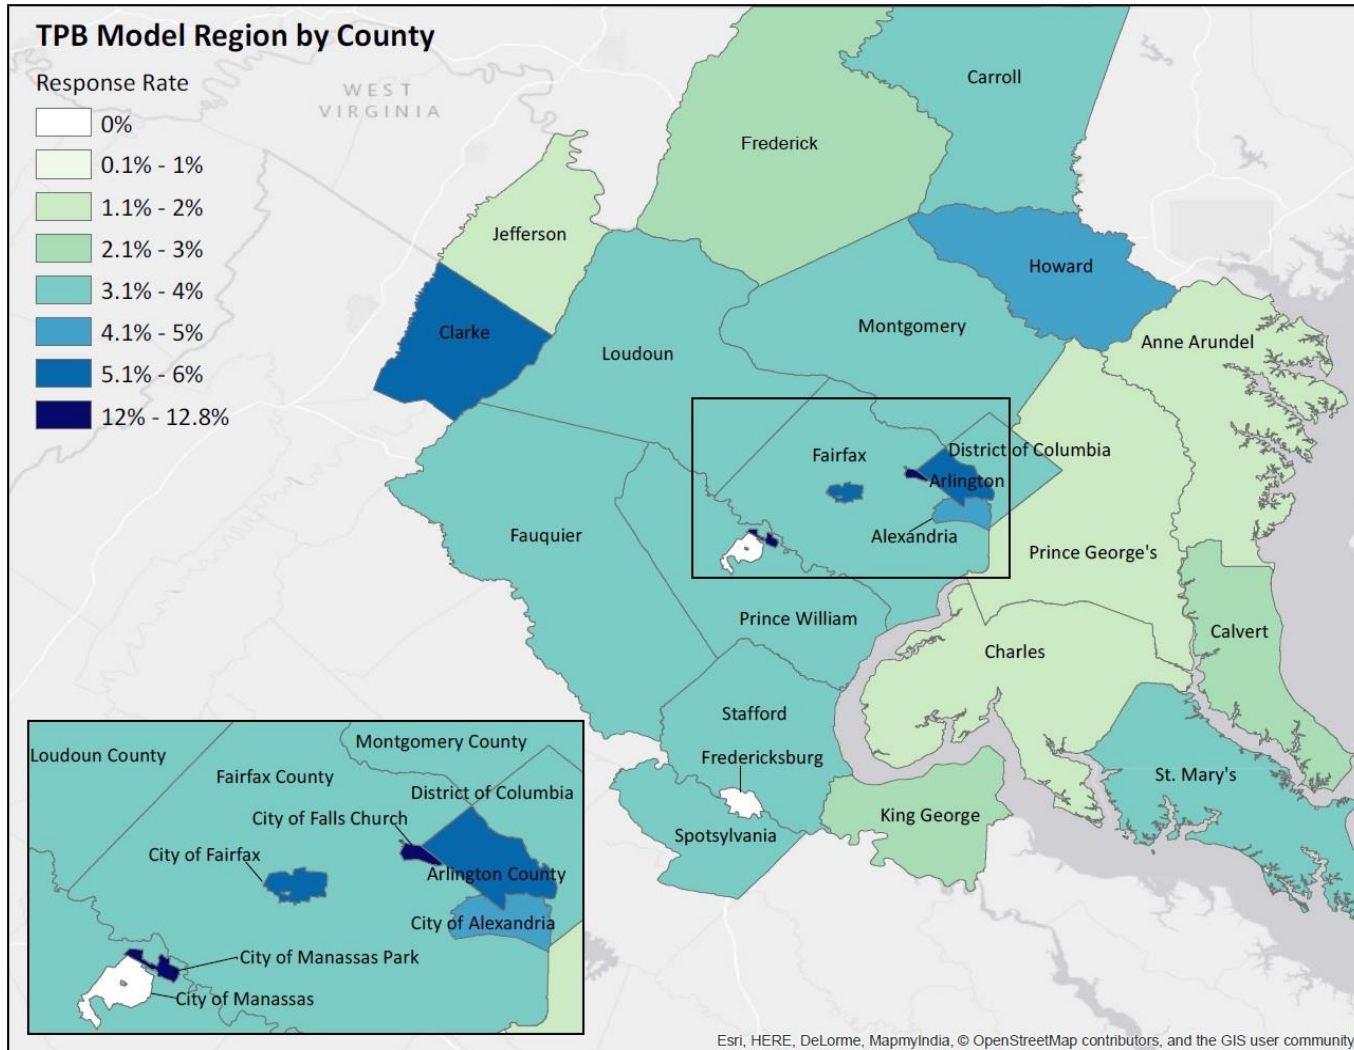 TPB Model Region by County
Response Rate
0%
0.1% - 1%
1.1% - 2%
2.1% - 3%
3.1% - 4%
4.1% - 5%
5.1% - 6%
12% - 12.8%
WEST
VIRGINIA
Carroll
Frederick
Jefferson
Howard
Clarke
Loudoun
Montgomery
Anne Arundel
Fairfax
District of Columbia
Arlington
Alexandria
Fauquier
Prince George's
Prince William
Calvert
Charles
Stafford
Fredericksburg
St. Mary's
King George
Spotsylvania
Loudoun County
Montgomery County
Fairfax County
District of Columbia
City of Falls Church
City of Fairfax
Arlington County
City of Alexandria
City of Manassas Park
City of Manassas
Esri, HERE, DeLorme, MapmyIndia, © OpenStreetMap contributors, and the GIS user community